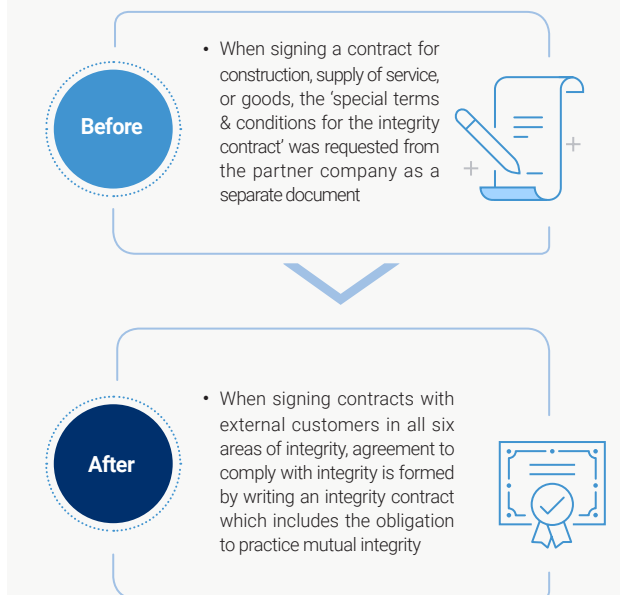 Before
• When signing a contract for
construction, supply of service,
or goods, the ‘special terms
& conditions for the integrity
contract’ was requested from
the partner company as a
separate document
After
• When signing contracts with
external customers in all six
areas of integrity, agreement to
comply with integrity is formed
by writing an integrity contract
which includes the obligation
to practice mutual integrity